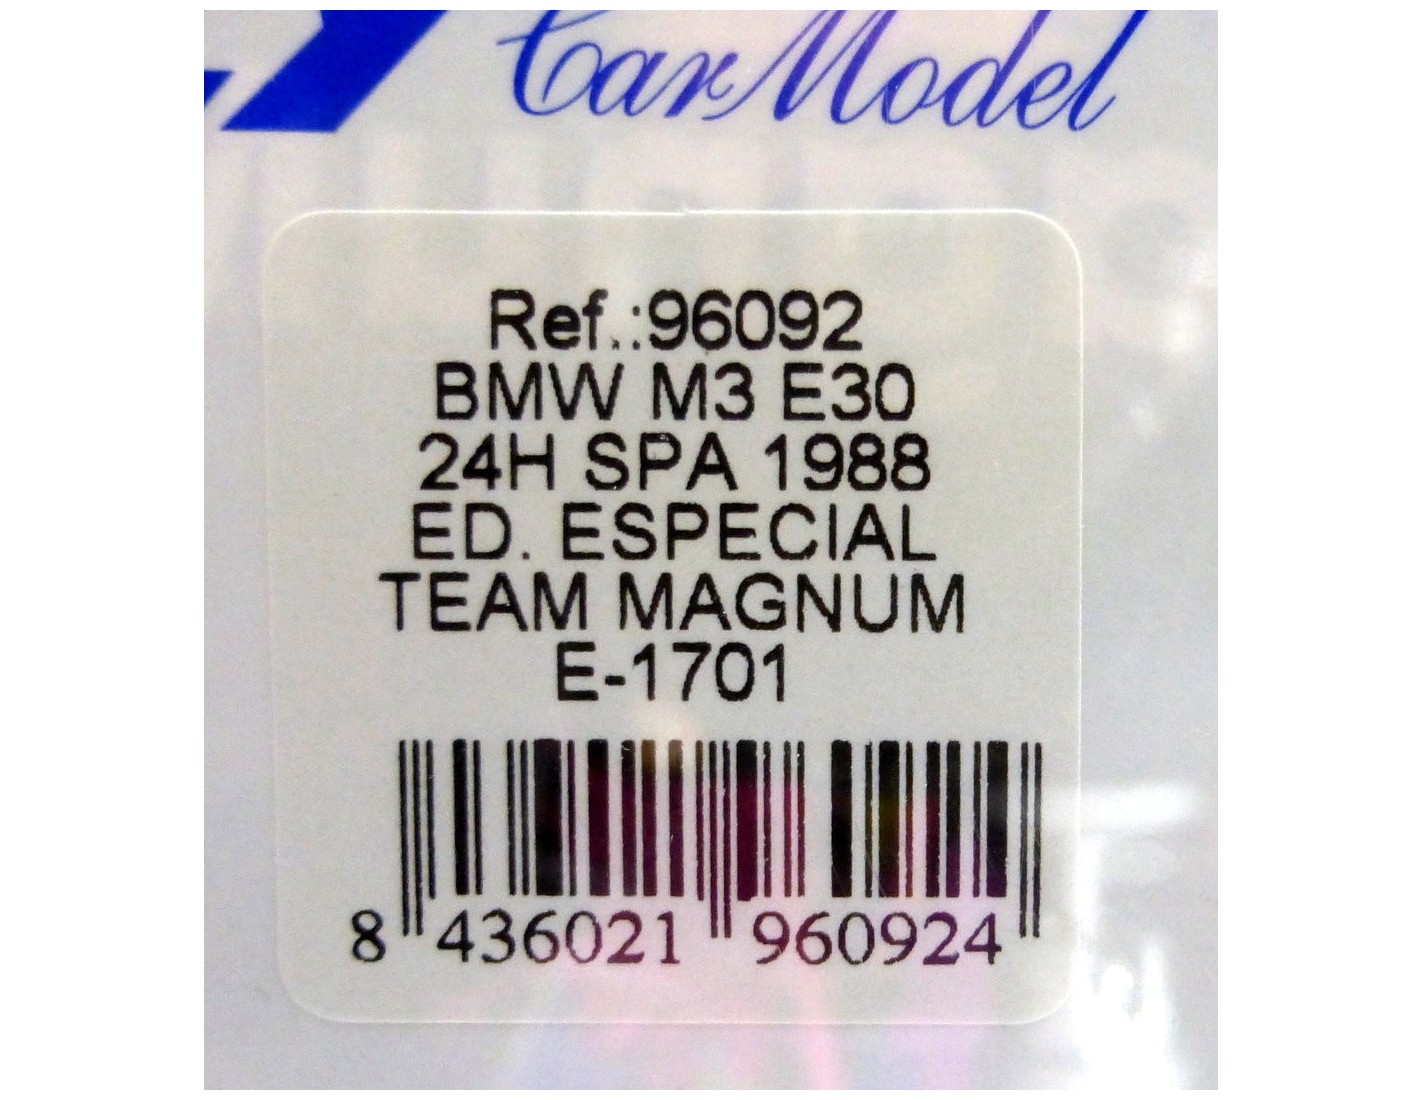 Car Model
Ref.:96092
BMW M3 E30
24H SPA 1988
ED. ESPECIAL
TEAM MAGNUM
E-1701
8 436021 960924